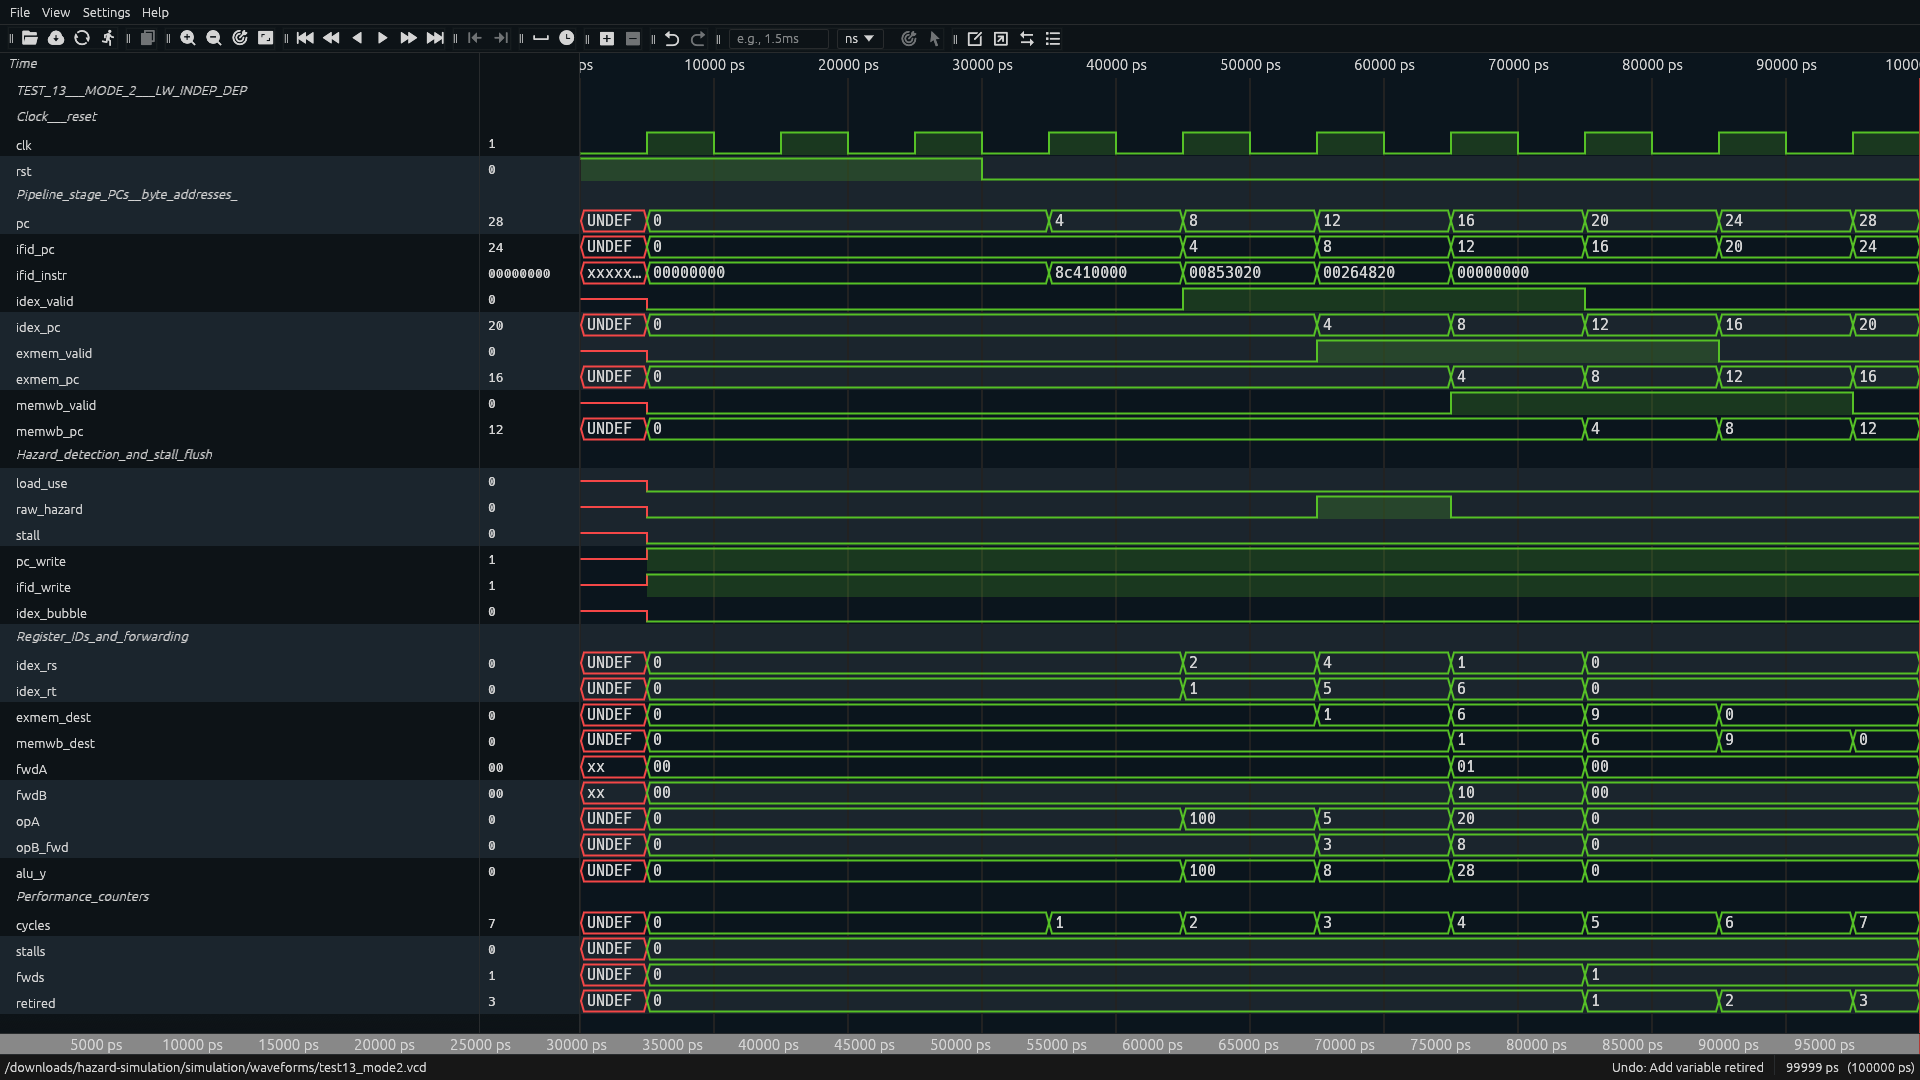 File View Settings Help
e.g., 1.5ms ns
Time ps 10000 ps 20000 ps 30000 ps 40000 ps 50000 ps 60000 ps 70000 ps 80000 ps 90000 ps 1000
TEST_13___MODE_2___LW_INDEP_DEP
Clock___reset
clk 1
rst 0
Pipeline_stage_PCs__byte_addresses_
pc 28 UNDEF 0 4 8 12 16 20 24 28
ifid_pc 24 UNDEF 0 4 8 12 16 20 24
ifid_instr 00000000 xxxxx... 00000000 8c410000 00853020 00264820 00000000
idex_valid 0
idex_pc 20 UNDEF 0 4 8 12 16 20
exmem_valid 0
exmem_pc 16 UNDEF 0 4 8 12 16
memwb_valid 0
memwb_pc 12 UNDEF 0 4 8 12
Hazard_detection_and_stall_flush
load_use 0
raw_hazard 0
stall 0
pc_write 1
ifid_write 1
idex_bubble 0
Register_IDs_and_forwarding
idex_rs 0 UNDEF 0 2 4 1 0
idex_rt 0 UNDEF 0 1 5 6 0
exmem_dest 0 UNDEF 0 1 6 9 0
memwb_dest 0 UNDEF 0 1 6 9 0
fwdA 00 xx 00 01 00
fwdB 00 xx 00 10 00
opA 0 UNDEF 0 100 5 20 0
opB_fwd 0 UNDEF 0 3 8 0
alu_y 0 UNDEF 0 100 8 28 0
Performance_counters
cycles 7 UNDEF 0 1 2 3 4 5 6 7
stalls 0 UNDEF 0
fwds 1 UNDEF 0 1
retired 3 UNDEF 0 1 2 3
5000 ps 10000 ps 15000 ps 20000 ps 25000 ps 30000 ps 35000 ps 40000 ps 45000 ps 50000 ps 55000 ps 60000 ps 65000 ps 70000 ps 75000 ps 80000 ps 85000 ps 90000 ps 95000 ps
/downloads/hazard-simulation/simulation/waveforms/test13_mode2.vcd Undo: Add variable retired 99999 ps (100000 ps)